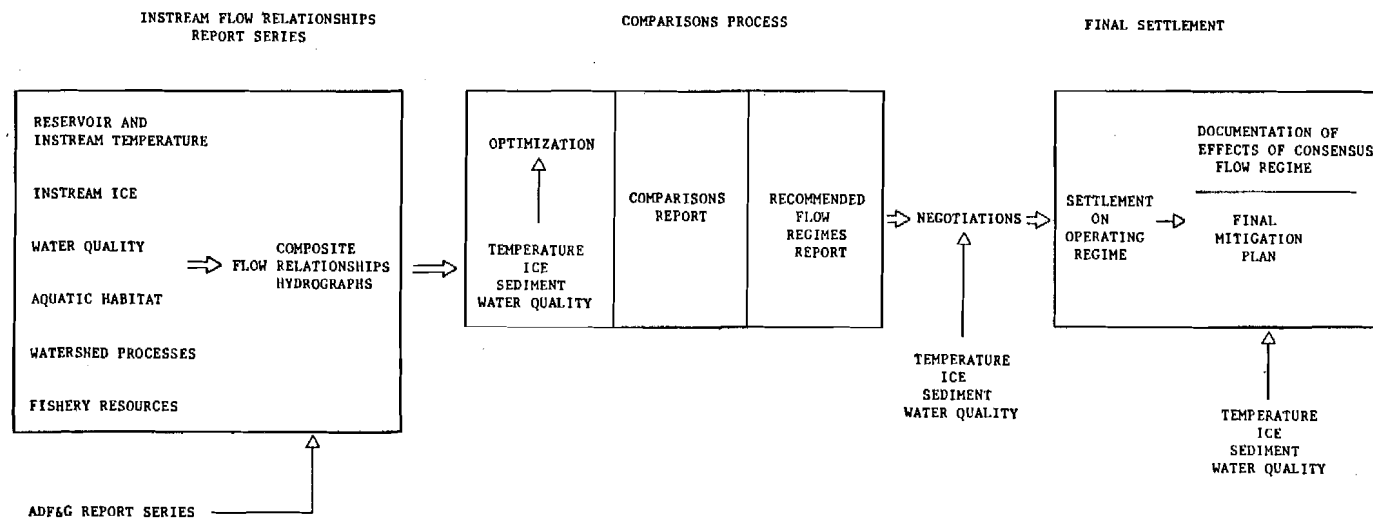 INSTREAM FLOW RELATIONSHIPS
REPORT SERIES
COMPARISONS PROCESS
FINAL SETTLEMENT
RESERVOIR AND
INSTREAM TEMPERATURE
INSTREAM ICE
WATER QUALITY
AQUATIC HABITAT
WATERSHED PROCESSES
FISHERY RESOURCES
COMPOSITE
FLOW RELATIONSHIPS
HYDROGRAPHS
ADF&G REPORT SERIES
OPTIMIZATION
TEMPERATURE
ICE
SEDIMENT
WATER QUALITY
COMPARISONS
REPORT
RECOMMENDED
FLOW
REGIMES
REPORT
NEGOTIATIONS
TEMPERATURE
ICE
SEDIMENT
WATER QUALITY
SETTLEMENT
ON
OPERATING
REGIME
DOCUMENTATION OF
EFFECTS OF CONSENSUS
FLOW REGIME
FINAL
MITIGATION
PLAN
TEMPERATURE
ICE
SEDIMENT
WATER QUALITY